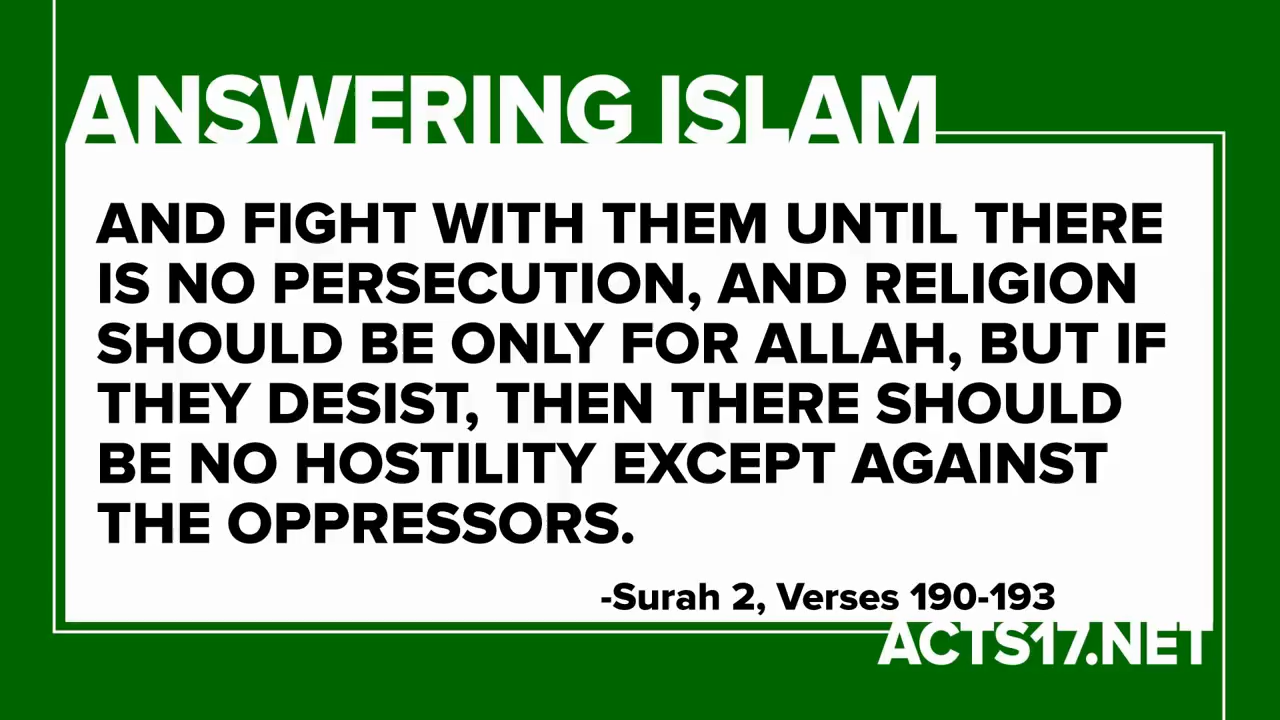 ANSWERING ISLAM
AND FIGHT WITH THEM UNTIL THERE
IS NO PERSECUTION, AND RELIGION
SHOULD BE ONLY FOR ALLAH, BUT IF
THEY DESIST, THEN THERE SHOULD
BE NO HOSTILITY EXCEPT AGAINST
THE OPPRESSORS.
-Surah 2, Verses 190-193
ACTS17.NET